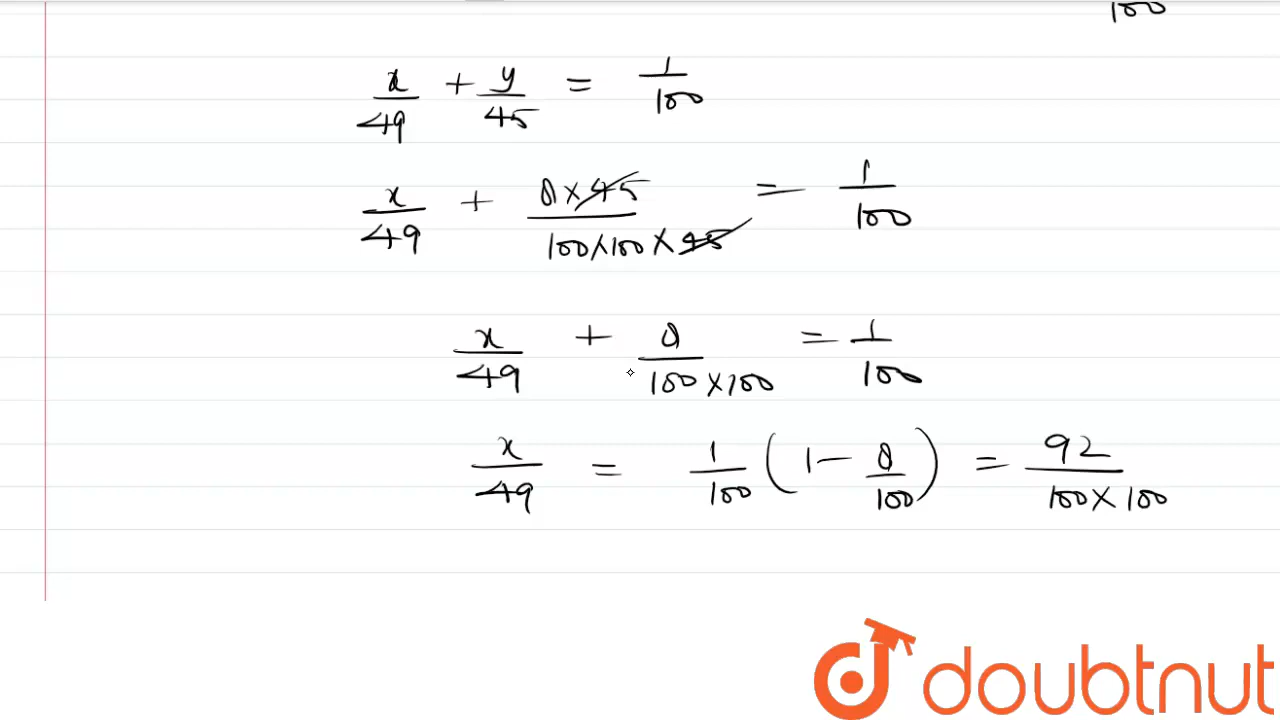 100
x/49 + y/45 = 1/100
x/49 + 8×45/100×100×45 = 1/100
x/49 + 8/100×100 = 1/100
x/49 = 1/100 (1 - 8/100) = 92/100×100
doubtnut